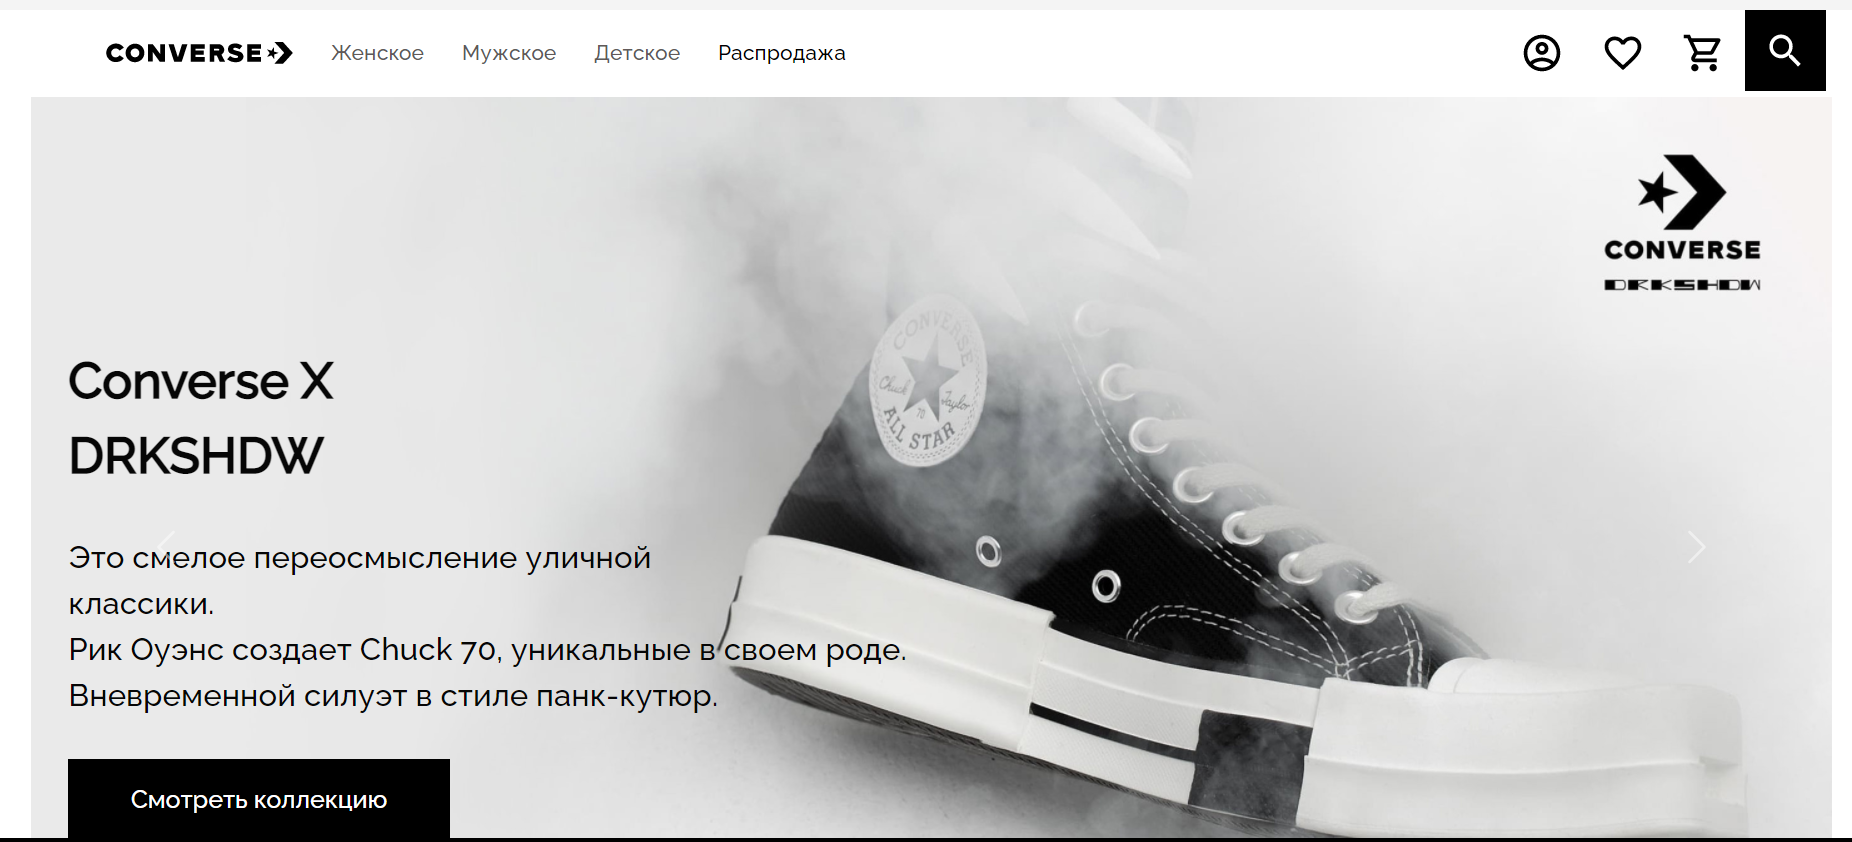 CONVERSE Женское Мужское Детское Распродажа
CONVERSE
DRKSHDW
CONVERSE
Chuck Taylor
70
ALL STAR
Converse X
DRKSHDW
Это смелое переосмысление уличной
классики.
Рик Оуэнс создает Chuck 70, уникальные в своем роде.
Вневременной силуэт в стиле панк-кутюр.
Смотреть коллекцию